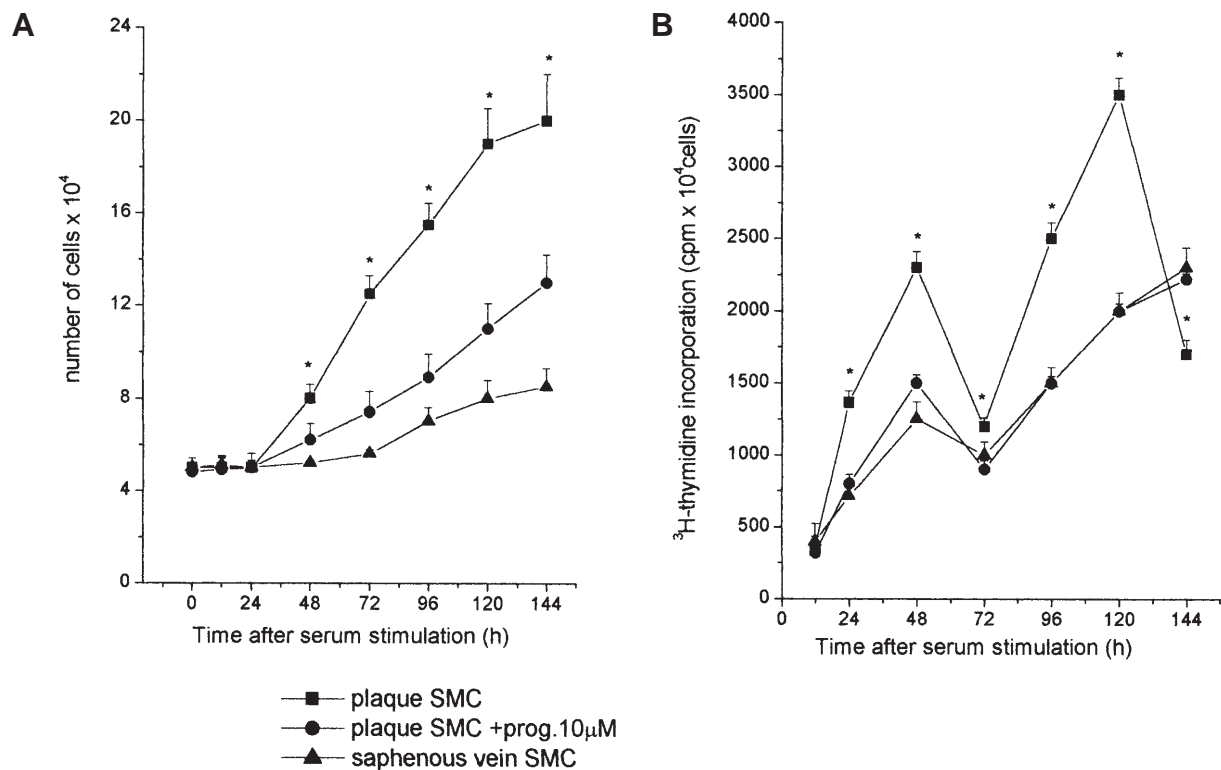 A
number of cells x 10⁴
24
20
16
12
8
4
0
0 24 48 72 96 120 144
Time after serum stimulation (h)
* * * * *
B
³H-thymidine incorporation (cpm x 10⁴cells)
4000
3500
3000
2500
2000
1500
1000
500
0
0 24 48 72 96 120 144
Time after serum stimulation (h)
* * * * * *
plaque SMC
plaque SMC +prog.10µM
saphenous vein SMC